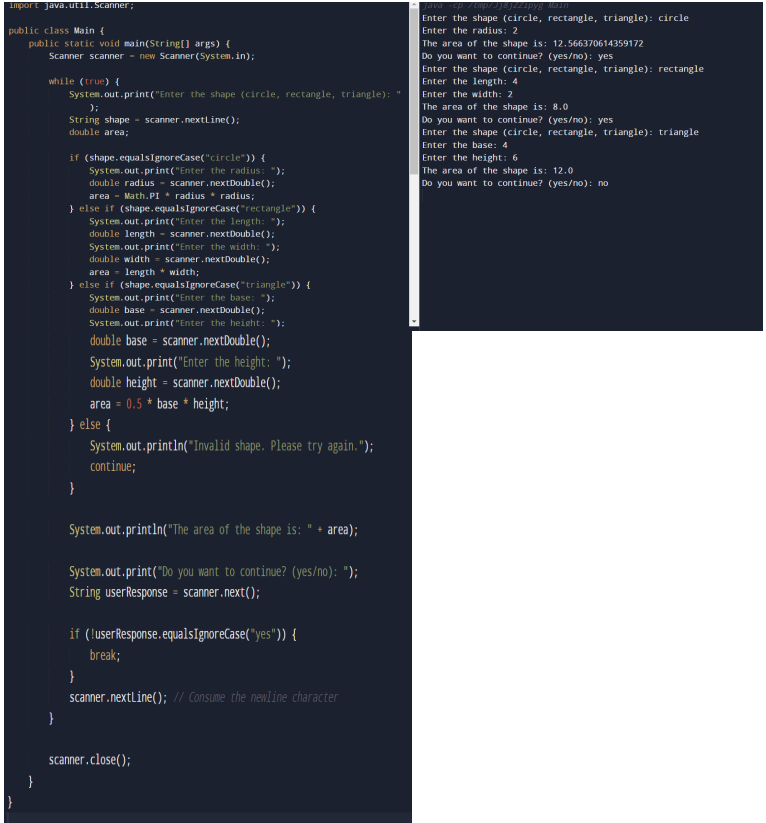 import java.util.Scanner;
public class Main {
public static void main(String[] args) {
Scanner scanner = new Scanner(System.in);
while (true) {
System.out.print("Enter the shape (circle, rectangle, triangle): "
);
String shape = scanner.nextLine();
double area;
if (shape.equalsIgnoreCase("circle")) {
System.out.print("Enter the radius: ");
double radius = scanner.nextDouble();
area = Math.PI * radius * radius;
} else if (shape.equalsIgnoreCase("rectangle")) {
System.out.print("Enter the length: ");
double length = scanner.nextDouble();
System.out.print("Enter the width: ");
double width = scanner.nextDouble();
area = length * width;
} else if (shape.equalsIgnoreCase("triangle")) {
System.out.print("Enter the base: ");
double base = scanner.nextDouble();
System.out.print("Enter the height: ");
double base = scanner.nextDouble();
System.out.print("Enter the height: ");
double height = scanner.nextDouble();
area = 0.5 * base * height;
} else {
System.out.println("Invalid shape. Please try again.");
continue;
}
System.out.println("The area of the shape is: " + area);
System.out.print("Do you want to continue? (yes/no): ");
String userResponse = scanner.next();
if (!userResponse.equalsIgnoreCase("yes")) {
break;
}
scanner.nextLine(); // Consume the newline character
}
scanner.close();
}
}
java -cp Main
Enter the shape (circle, rectangle, triangle): circle
Enter the radius: 2
The area of the shape is: 12.566370614359172
Do you want to continue? (yes/no): yes
Enter the shape (circle, rectangle, triangle): rectangle
Enter the length: 4
Enter the width: 2
The area of the shape is: 8.0
Do you want to continue? (yes/no): yes
Enter the shape (circle, rectangle, triangle): triangle
Enter the base: 4
Enter the height: 6
The area of the shape is: 12.0
Do you want to continue? (yes/no): no